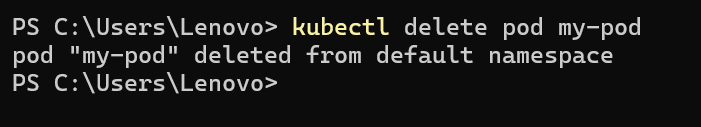 PS C:\Users\Lenovo> kubectl delete pod my-pod
pod "my-pod" deleted from default namespace
PS C:\Users\Lenovo>